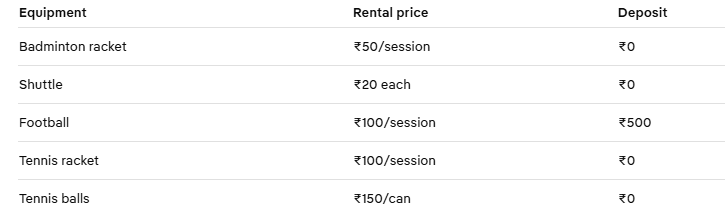 Equipment Rental price Deposit
Badminton racket ₹50/session ₹0
Shuttle ₹20 each ₹0
Football ₹100/session ₹500
Tennis racket ₹100/session ₹0
Tennis balls ₹150/can ₹0